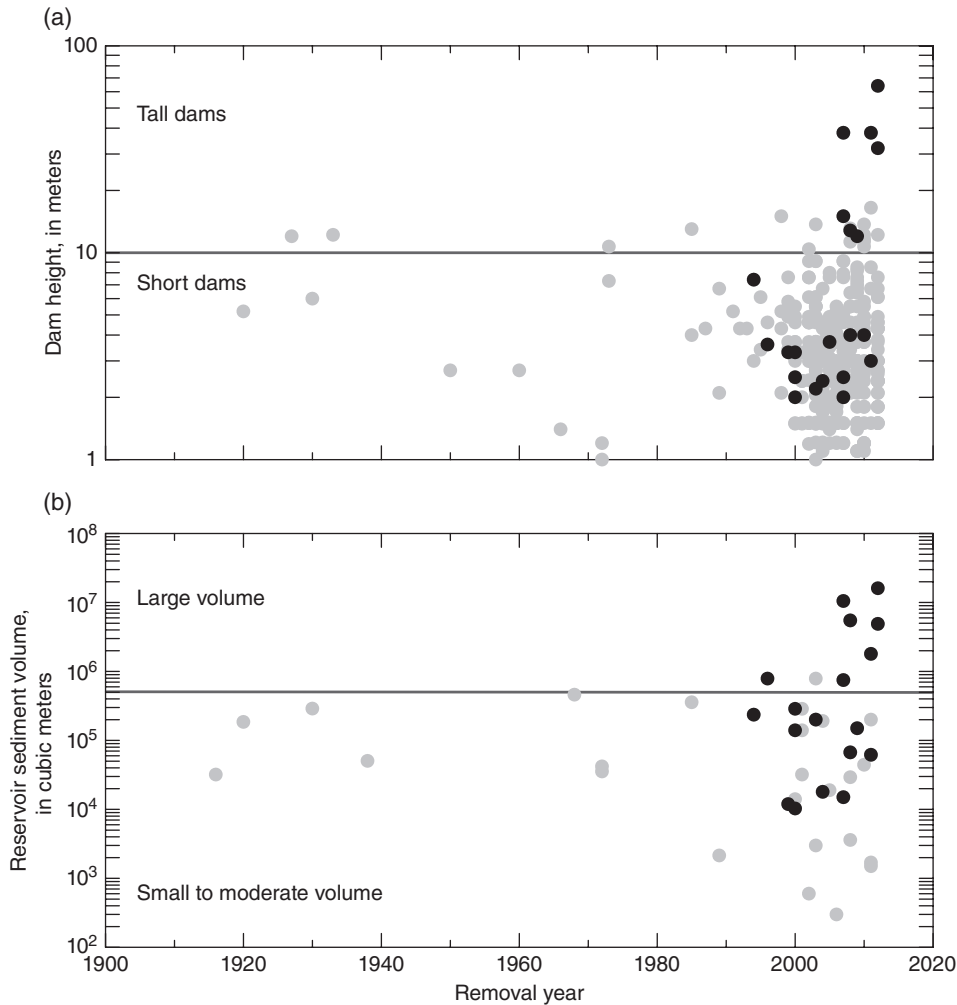 (a)
100
Tall dams
Dam height, in meters
10
Short dams
1
(b)
10^8
10^7
Large volume
10^6
Reservoir sediment volume,
in cubic meters
10^5
10^4
10^3
Small to moderate volume
10^2
1900 1920 1940 1960 1980 2000 2020
Removal year